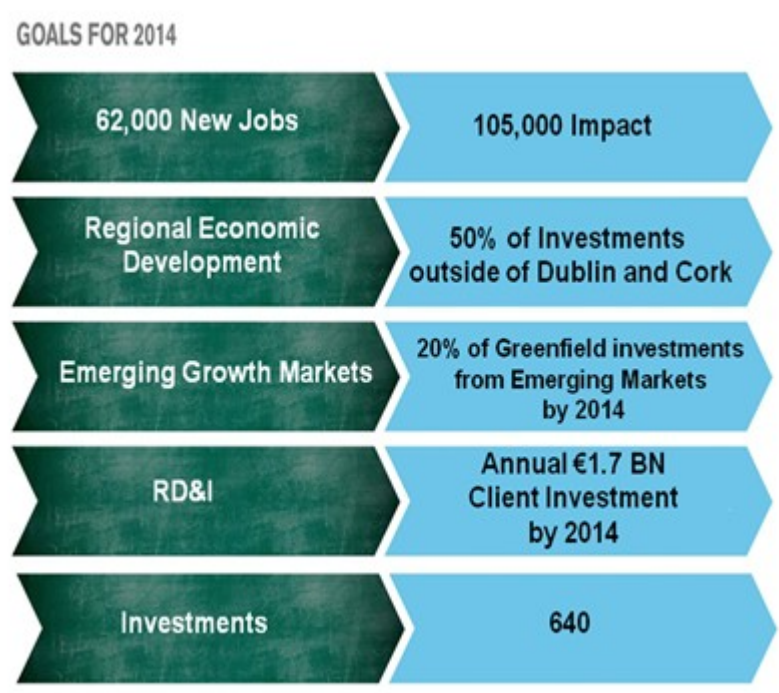 GOALS FOR 2014
62,000 New Jobs
105,000 Impact
Regional Economic
Development
50% of Investments
outside of Dublin and Cork
Emerging Growth Markets
20% of Greenfield investments
from Emerging Markets
by 2014
RD&I
Annual €1.7 BN
Client Investment
by 2014
Investments
640